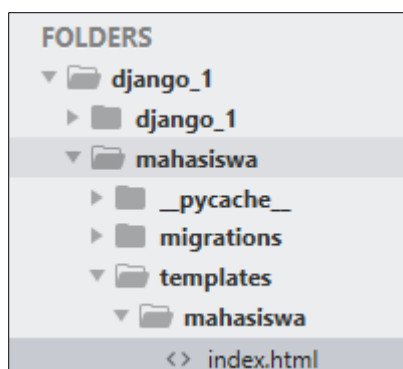 FOLDERS
django_1
django_1
mahasiswa
__pycache__
migrations
templates
mahasiswa
<> index.html